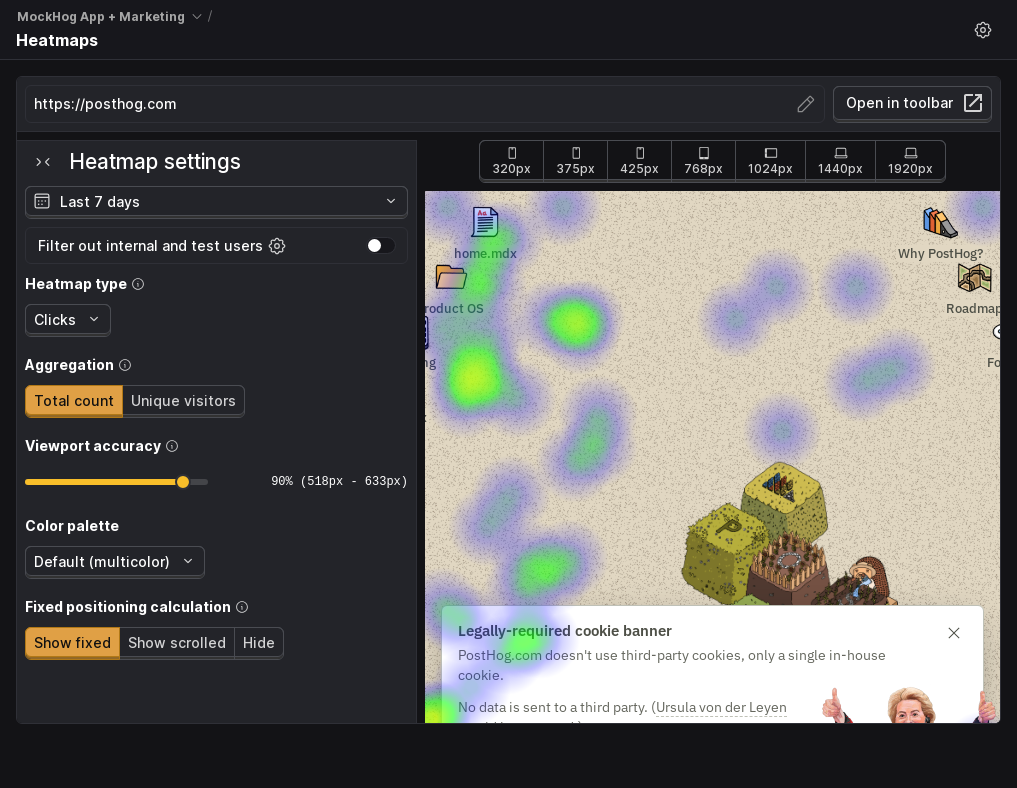 MockHog App + Marketing /
Heatmaps
https://posthog.com
Open in toolbar
Heatmap settings
Last 7 days
Filter out internal and test users
Heatmap type
Clicks
Aggregation
Total count Unique visitors
Viewport accuracy
90% (518px - 633px)
Color palette
Default (multicolor)
Fixed positioning calculation
Show fixed Show scrolled Hide
320px 375px 425px 768px 1024px 1440px 1920px
home.mdx
Why PostHog?
roduct OS
Roadmap
ng
Fo
Legally-required cookie banner
PostHog.com doesn't use third-party cookies, only a single in-house
cookie.
No data is sent to a third party. (Ursula von der Leyen